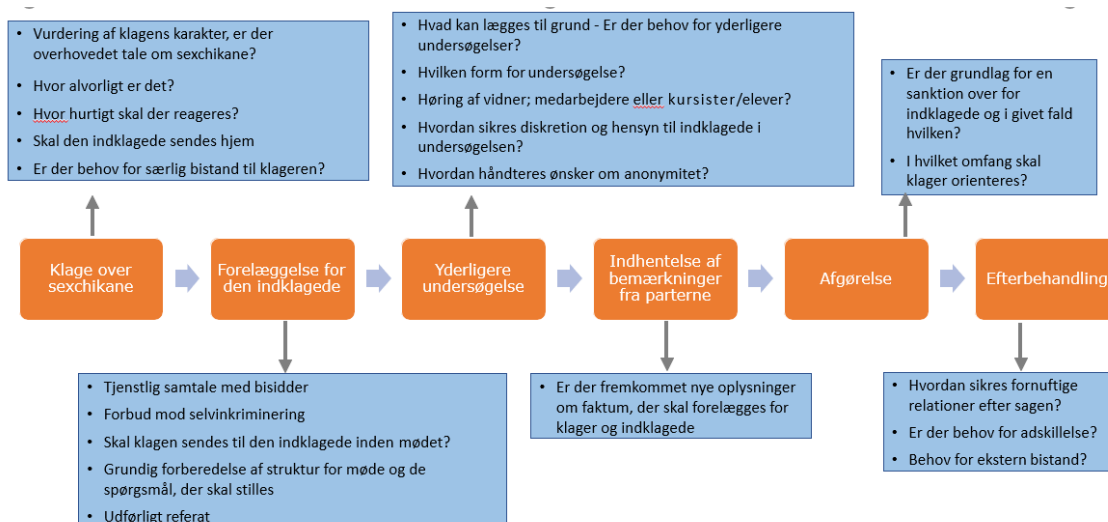 • Vurdering af klagens karakter, er der
overhovedet tale om sexchikane?
• Hvor alvorligt er det?
• Hvor hurtigt skal der reageres?
• Skal den indklagede sendes hjem
• Er der behov for særlig bistand til klageren?
• Hvad kan lægges til grund - Er der behov for yderligere
undersøgelser?
• Hvilken form for undersøgelse?
• Høring af vidner; medarbejdere eller kursister/elever?
• Hvordan sikres diskretion og hensyn til indklagede i
undersøgelsen?
• Hvordan håndteres ønsker om anonymitet?
• Er der grundlag for en
sanktion over for
indklagede og i givet fald
hvilken?
• I hvilket omfang skal
klager orienteres?
Klage over
sexchikane
Forelæggelse for
den indklagede
Yderligere
undersøgelse
Indhentelse af
bemærkninger
fra parterne
Afgørelse
Efterbehandling
• Tjenstlig samtale med bisidder
• Forbud mod selvinkriminering
• Skal klagen sendes til den indklagede inden mødet?
• Grundig forberedelse af struktur for møde og de
spørgsmål, der skal stilles
• Udførligt referat
• Er der fremkommet nye oplysninger
om faktum, der skal forelægges for
klager og indklagede
• Hvordan sikres fornuftige
relationer efter sagen?
• Er der behov for adskillelse?
• Behov for ekstern bistand?